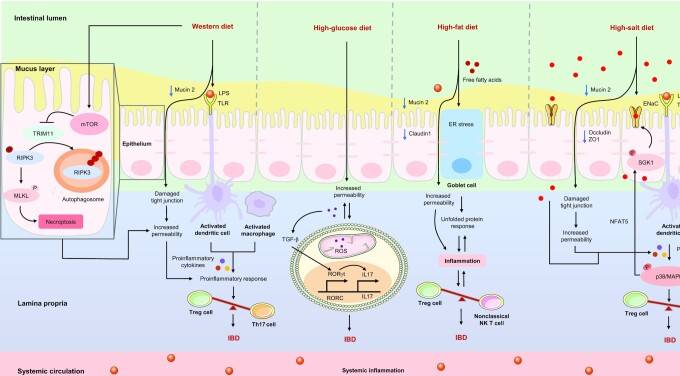 Intestinal lumen
Western diet
High-glucose diet
High-fat diet
High-salt diet
Mucus layer
mTOR
TRIM11
RIPK3
RIPK3
MLKL
Autophagosome
Necroptosis
Epithelium
Mucin 2
LPS
TLR
Damaged
tight junction
Increased
permeability
Activated
dendritic cell
Activated
macrophage
Proinflammatory
cytokines
Proinflammatory response
Treg cell
Th17 cell
IBD
Increased
permeability
TGF-β
ROS
RORγt
IL17
RORC
IL17
IBD
Mucin 2
Claudin1
Free fatty acids
ER stress
Goblet cell
Increased
permeability
Unfolded protein
response
Inflammation
Treg cell
Nonclassical
NK T cell
IBD
Mucin 2
Occludin
ZO1
ENaC
SGK1
Damaged
tight junction
Increased
permeability
NFAT5
p38/MAPK
Treg cell
IBD
Lamina propria
Systemic circulation
Systemic inflammation